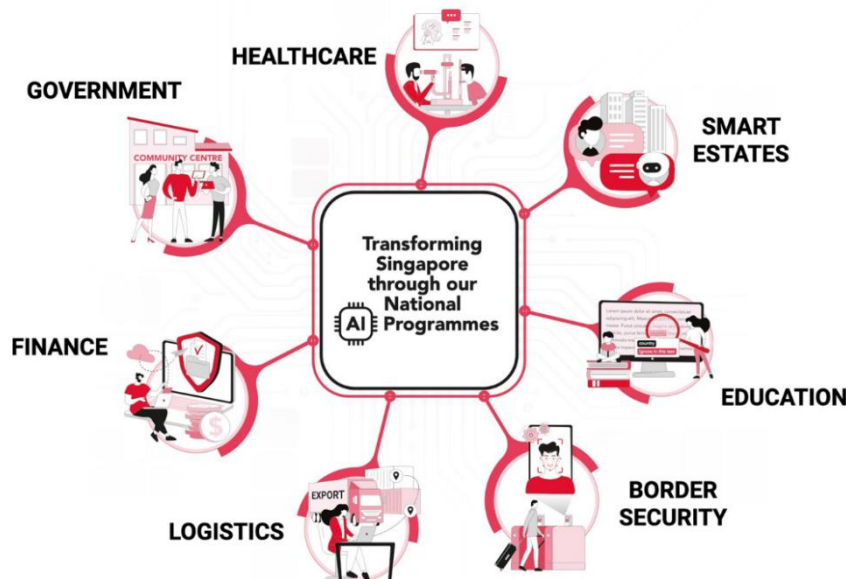 HEALTHCARE
GOVERNMENT
COMMUNITY CENTRE
SMART
ESTATES
Transforming
Singapore
through our
National
AI Programmes
FINANCE
$
EDUCATION
EXPORT
LOGISTICS
BORDER
SECURITY